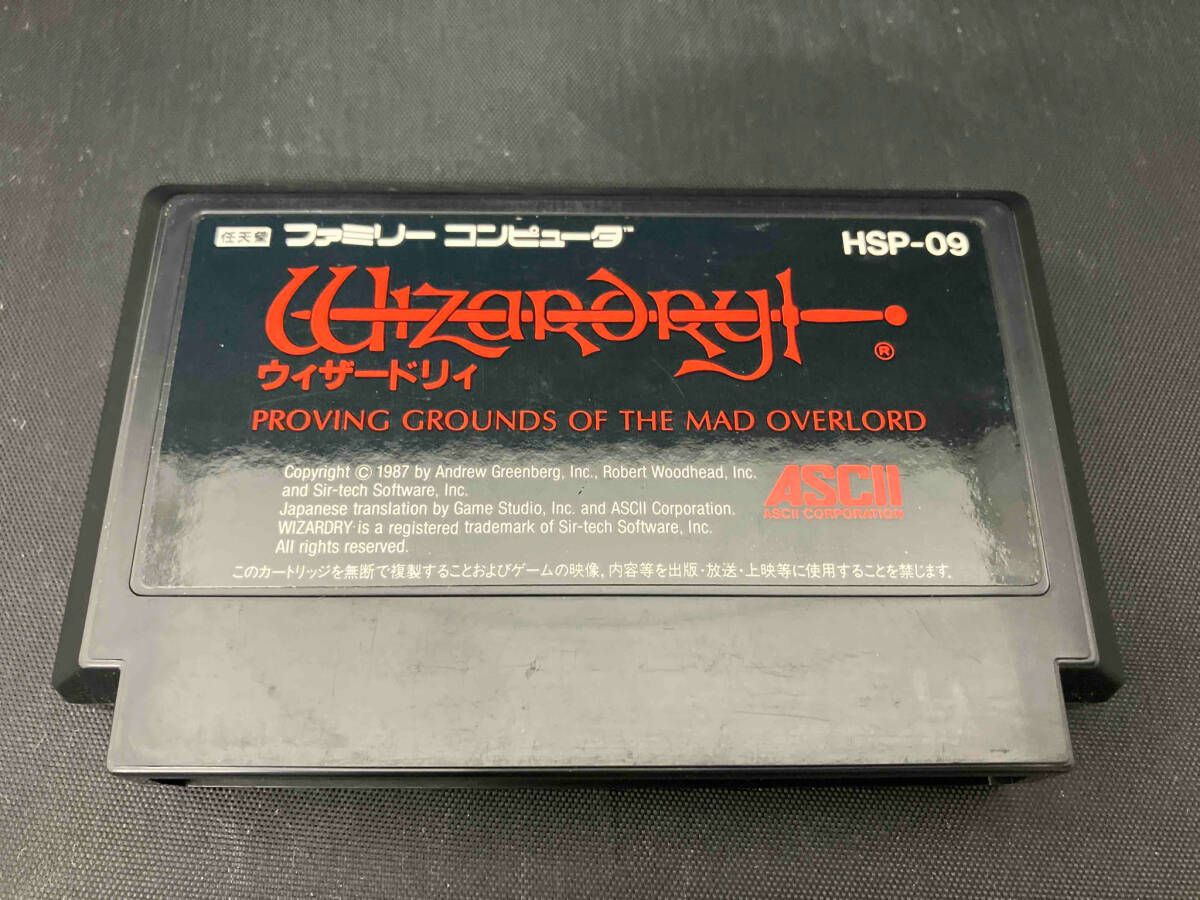 任天堂 ファミリー コンピュータ HSP-09
Wizardry ®
ウィザードリィ
PROVING GROUNDS OF THE MAD OVERLORD
Copyright © 1987 by Andrew Greenberg, Inc., Robert Woodhead, Inc.
and Sir-tech Software, Inc.
Japanese translation by Game Studio, Inc. and ASCII Corporation.
WIZARDRY is a registered trademark of Sir-tech Software, Inc.
All rights reserved.
ASCII
ASCII CORPORATION
このカートリッジを無断で複製することおよびゲームの映像、内容等を出版・放送・上映等に使用することを禁じます。